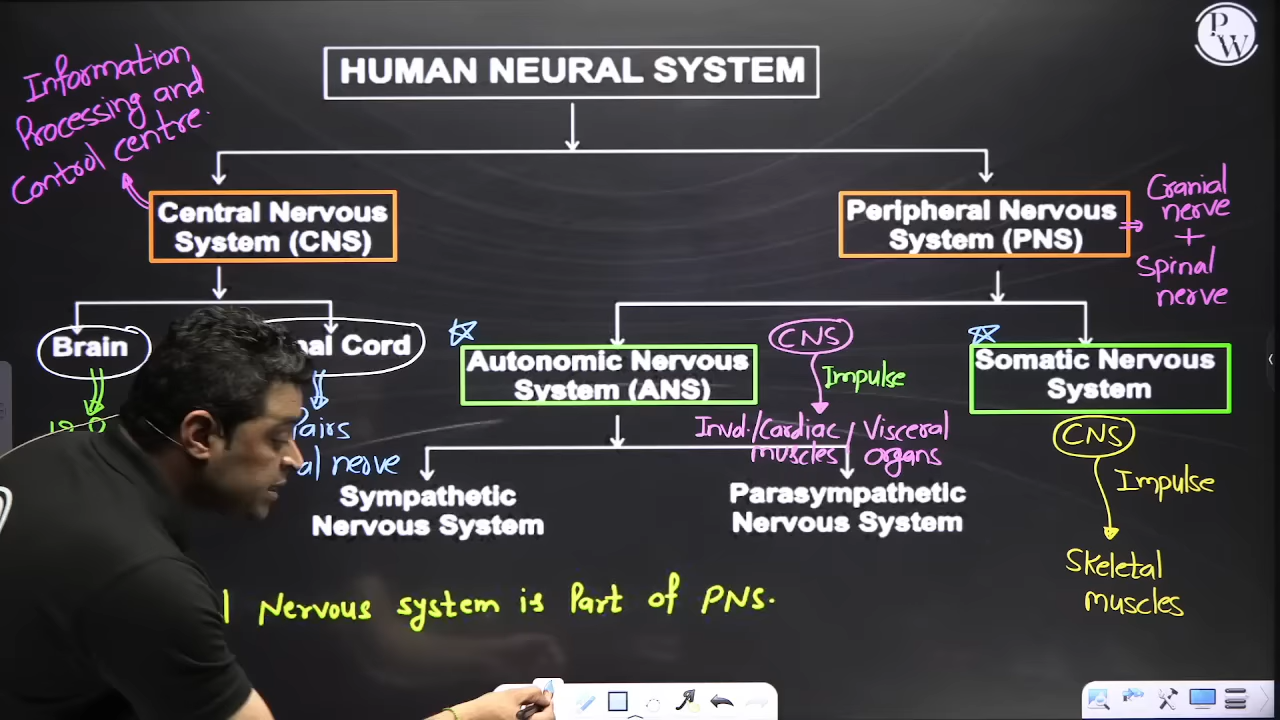 PW
HUMAN NEURAL SYSTEM
Information
Processing and
Control centre.
Central Nervous
System (CNS)
Peripheral Nervous
System (PNS)
Cranial
nerve
+
Spinal
nerve
Brain
Cord
Autonomic Nervous
System (ANS)
CNS
Impulse
Invol./Cardiac / Visceral
muscles organs
Somatic Nervous
System
CNS
Impulse
Skeletal
muscles
Pairs
nerve
Sympathetic
Nervous System
Parasympathetic
Nervous System
Nervous system is Part of PNS.